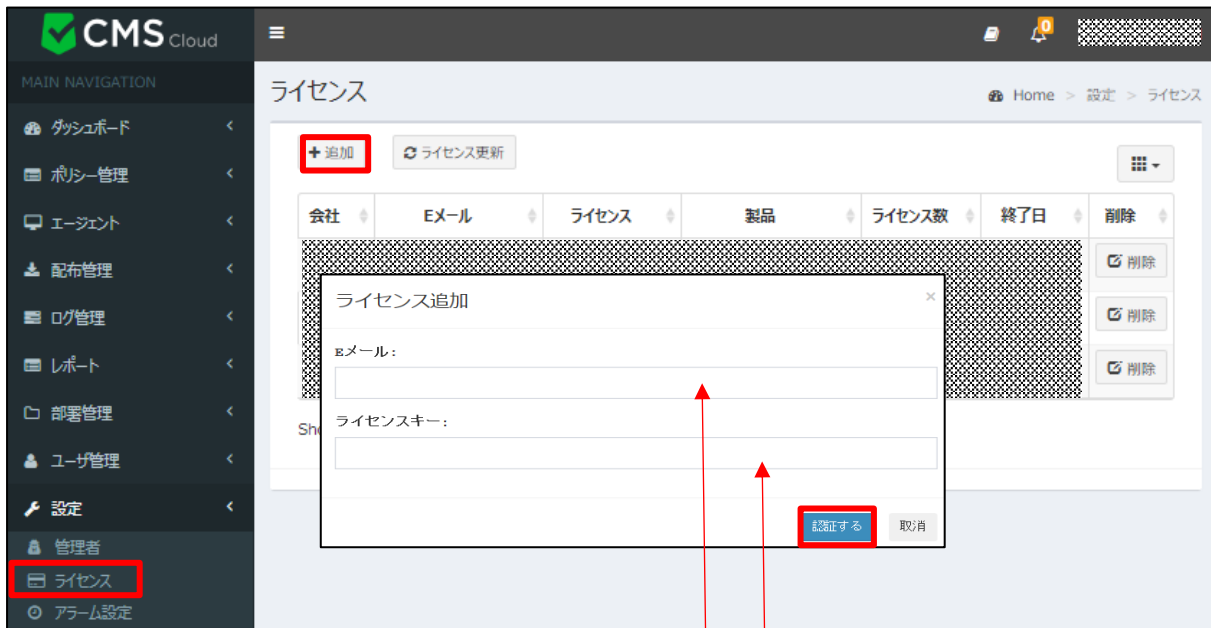 CMS Cloud
0
MAIN NAVIGATION
ライセンス
Home > 設定 > ライセンス
ダッシュボード
ポリシー管理
エージェント
配布管理
ログ管理
レポート
部署管理
ユーザ管理
設定
管理者
ライセンス
アラーム設定
追加
ライセンス更新
会社 Eメール ライセンス 製品 ライセンス数 終了日 削除
削除
削除
削除
Sh
ライセンス追加 ×
Eメール:
ライセンスキー:
認証する 取消